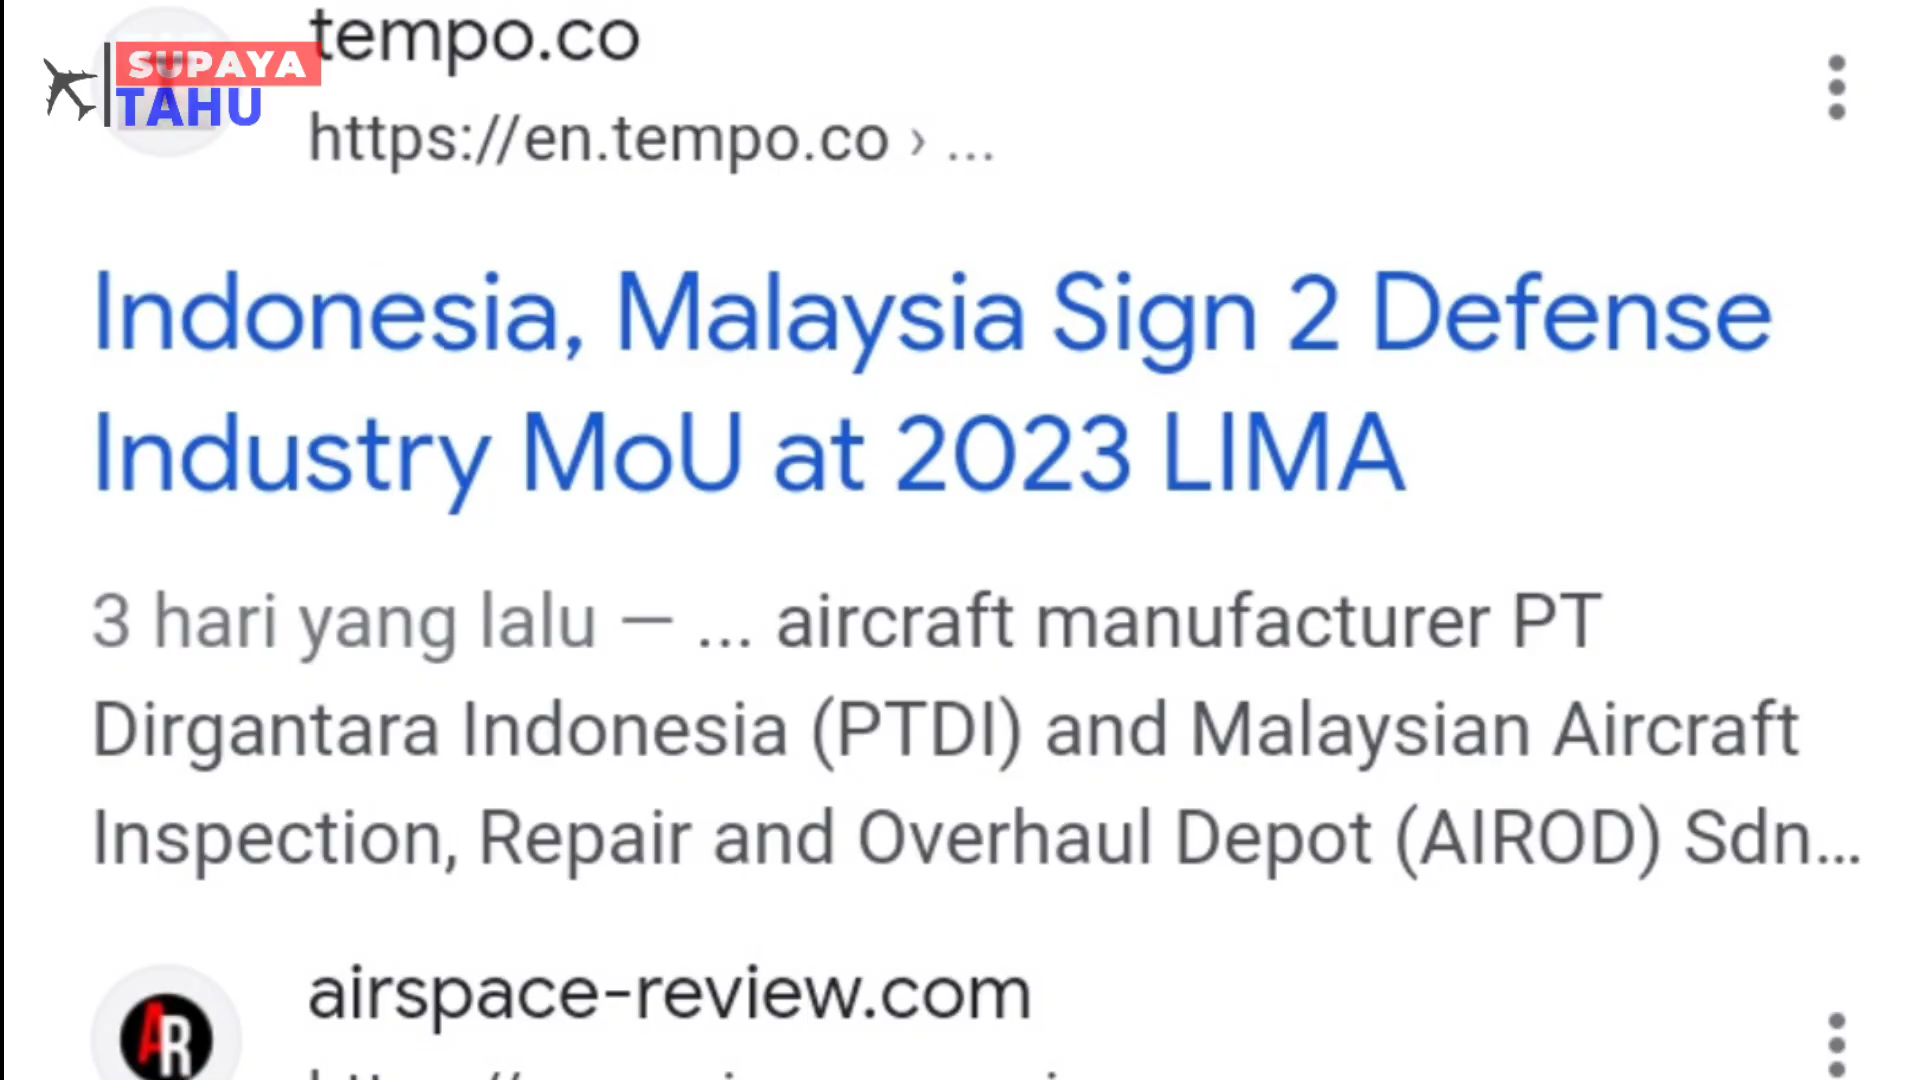 tempo.co
SUPAYA
TAHU
https://en.tempo.co › ...
Indonesia, Malaysia Sign 2 Defense
Industry MoU at 2023 LIMA
3 hari yang lalu — ... aircraft manufacturer PT
Dirgantara Indonesia (PTDI) and Malaysian Aircraft
Inspection, Repair and Overhaul Depot (AIROD) Sdn...
AR
airspace-review.com